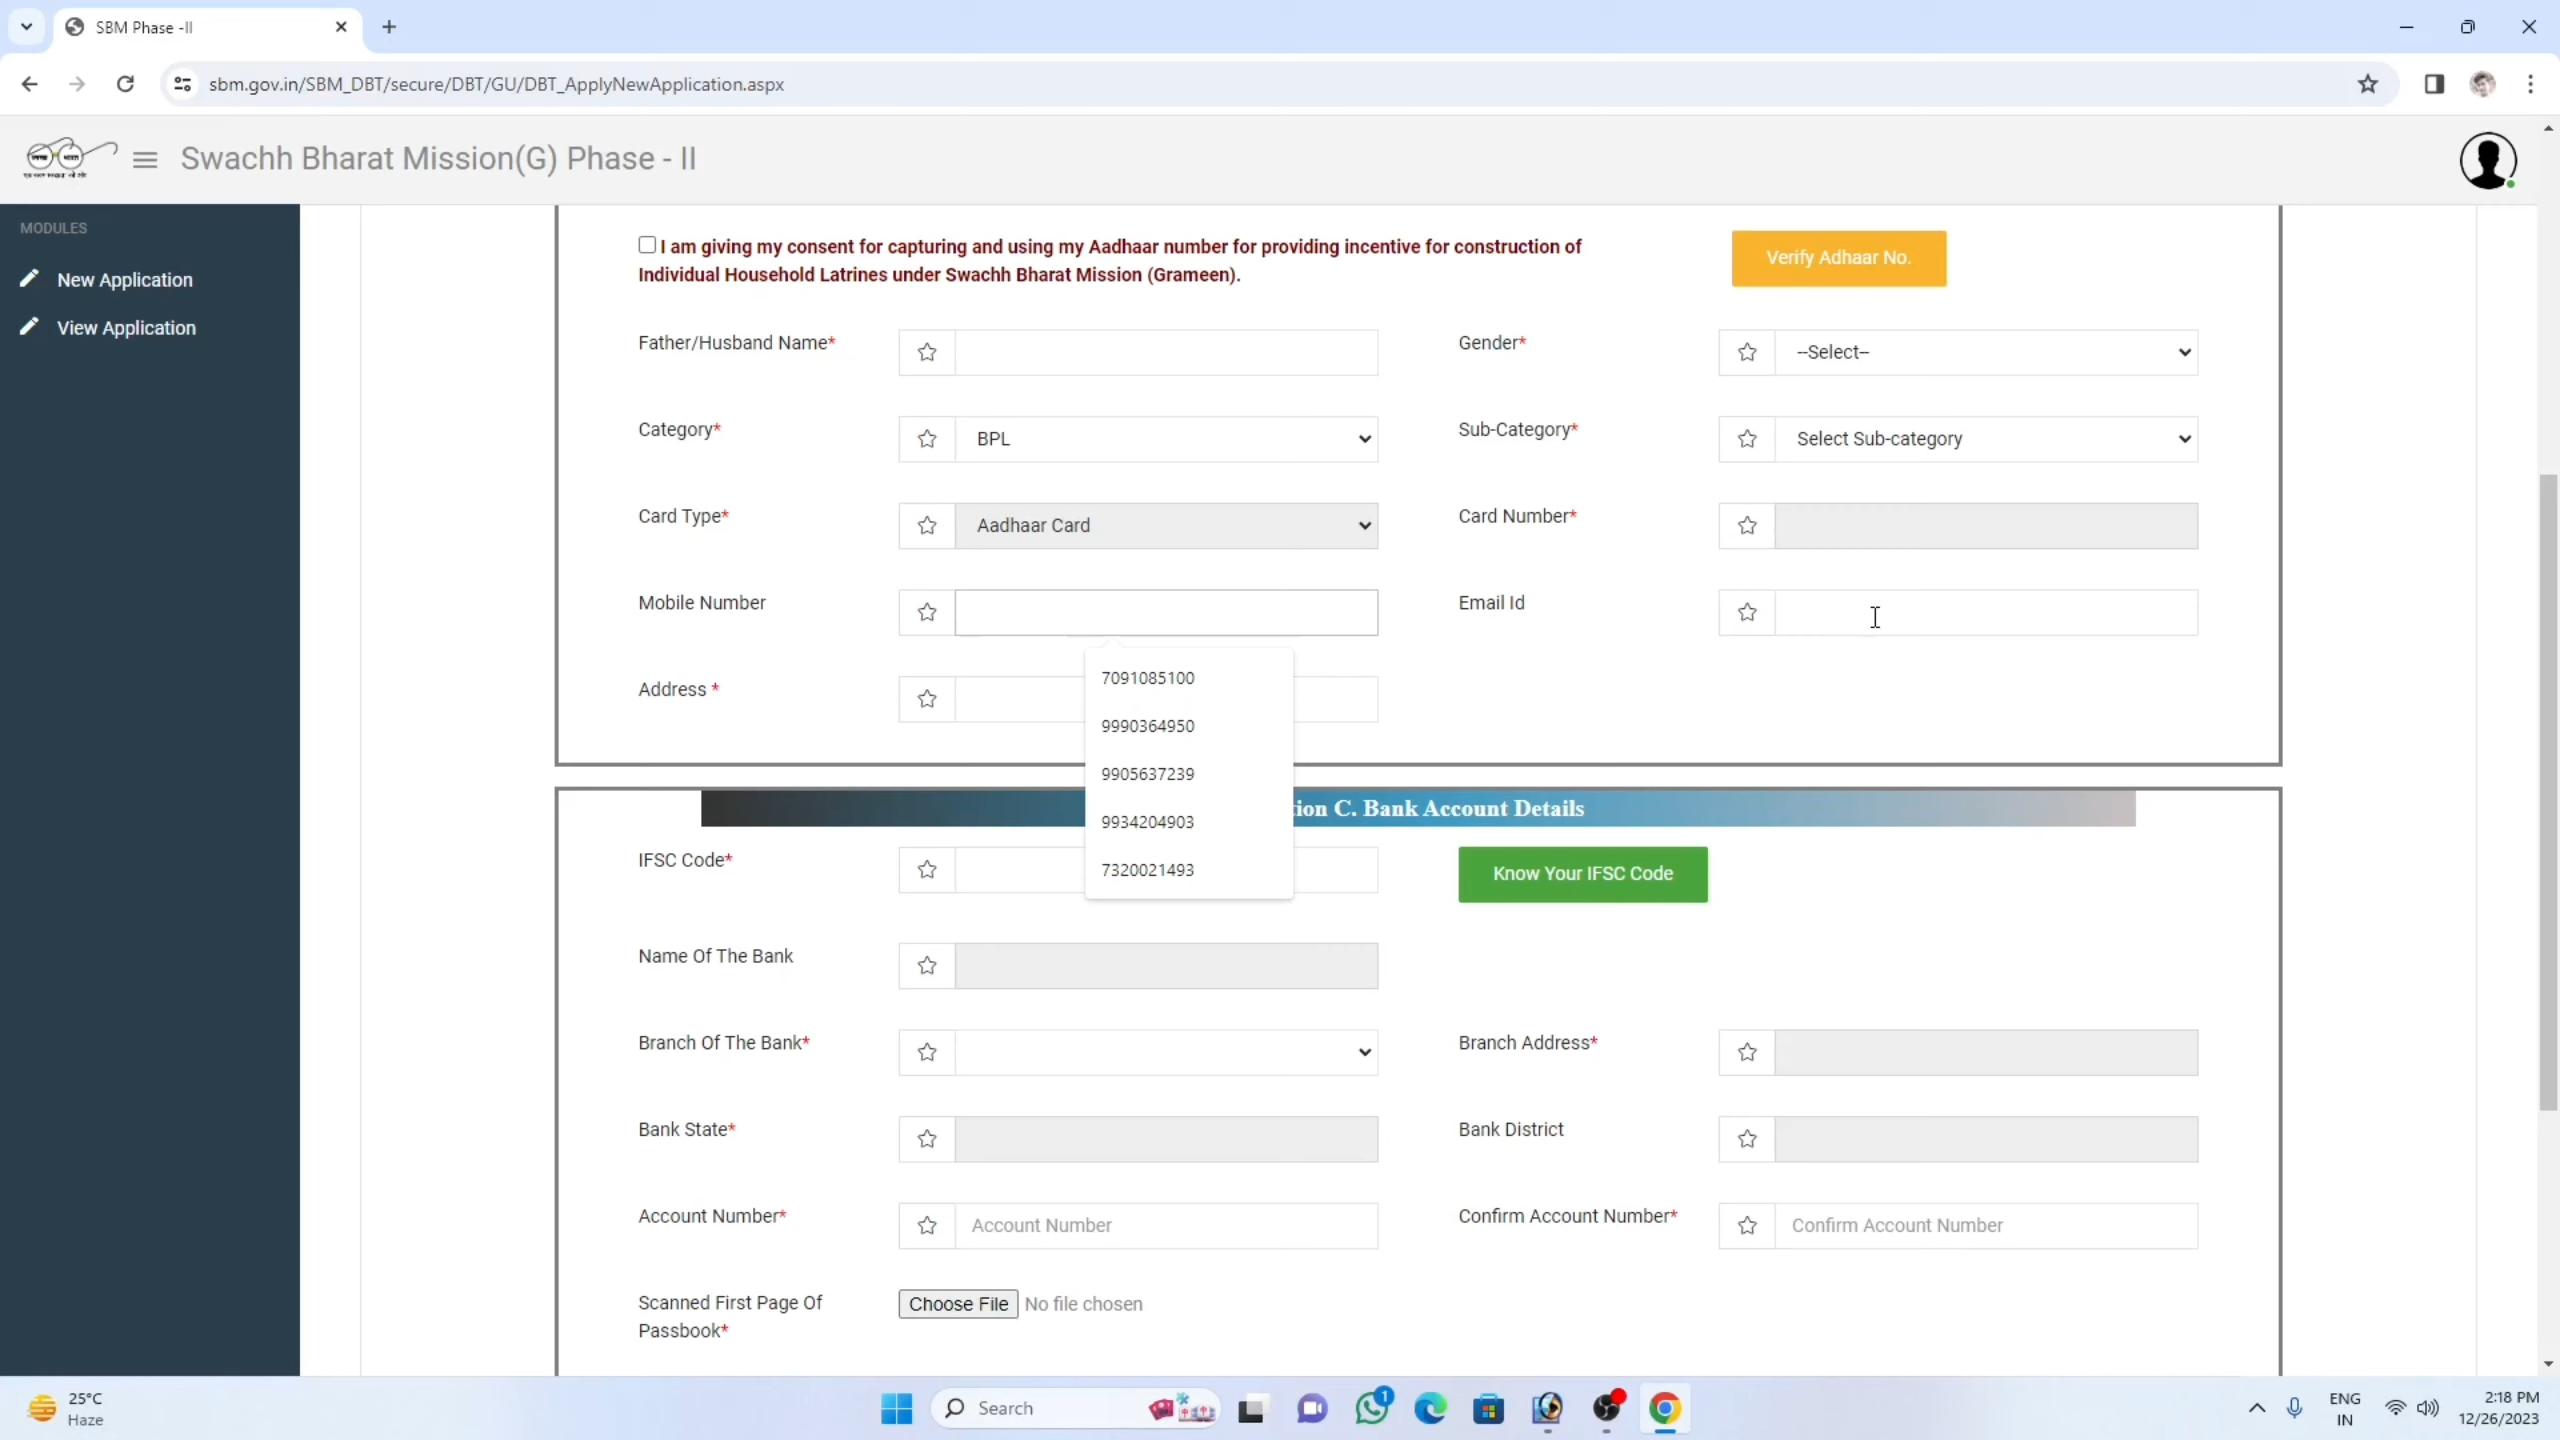 SBM Phase -II
sbm.gov.in/SBM_DBT/secure/DBT/GU/DBT_ApplyNewApplication.aspx
Swachh Bharat Mission(G) Phase - II
MODULES
New Application
View Application
I am giving my consent for capturing and using my Aadhaar number for providing incentive for construction of
Individual Household Latrines under Swachh Bharat Mission (Grameen).
Verify Adhaar No.
Father/Husband Name*
Gender*
--Select--
Category*
BPL
Sub-Category*
Select Sub-category
Card Type*
Aadhaar Card
Card Number*
Mobile Number
Email Id
7091085100
9990364950
9905637239
9934204903
7320021493
Address *
ion C. Bank Account Details
IFSC Code*
Know Your IFSC Code
Name Of The Bank
Branch Of The Bank*
Branch Address*
Bank State*
Bank District
Account Number*
Account Number
Confirm Account Number*
Confirm Account Number
Scanned First Page Of
Passbook*
Choose File No file chosen
25°C
Haze
Search
1
ENG
IN
2:18 PM
12/26/2023